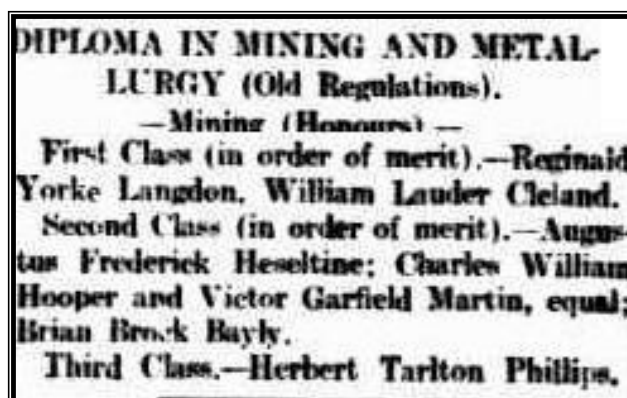 DIPLOMA IN MINING AND METAL-
LURGY (Old Regulations).
—Mining (Honours)—
First Class (in order of merit).—Reginald
Yorke Langdon. William Lauder Cleland.
Second Class (in order of merit).—Augus-
tus Frederick Heseltine; Charles William
Hooper and Victor Garfield Martin, equal;
Brian Brock Bayly.
Third Class.—Herbert Tarlton Phillips.